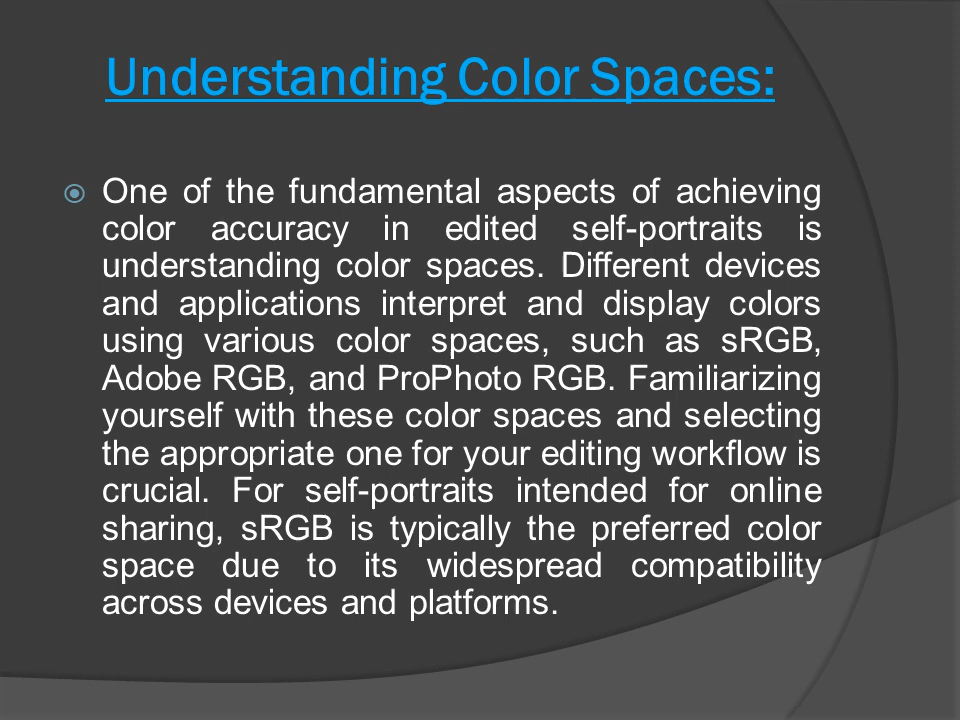 Understanding Color Spaces:
One of the fundamental aspects of achieving
color accuracy in edited self-portraits is
understanding color spaces. Different devices
and applications interpret and display colors
using various color spaces, such as sRGB,
Adobe RGB, and ProPhoto RGB. Familiarizing
yourself with these color spaces and selecting
the appropriate one for your editing workflow is
crucial. For self-portraits intended for online
sharing, sRGB is typically the preferred color
space due to its widespread compatibility
across devices and platforms.